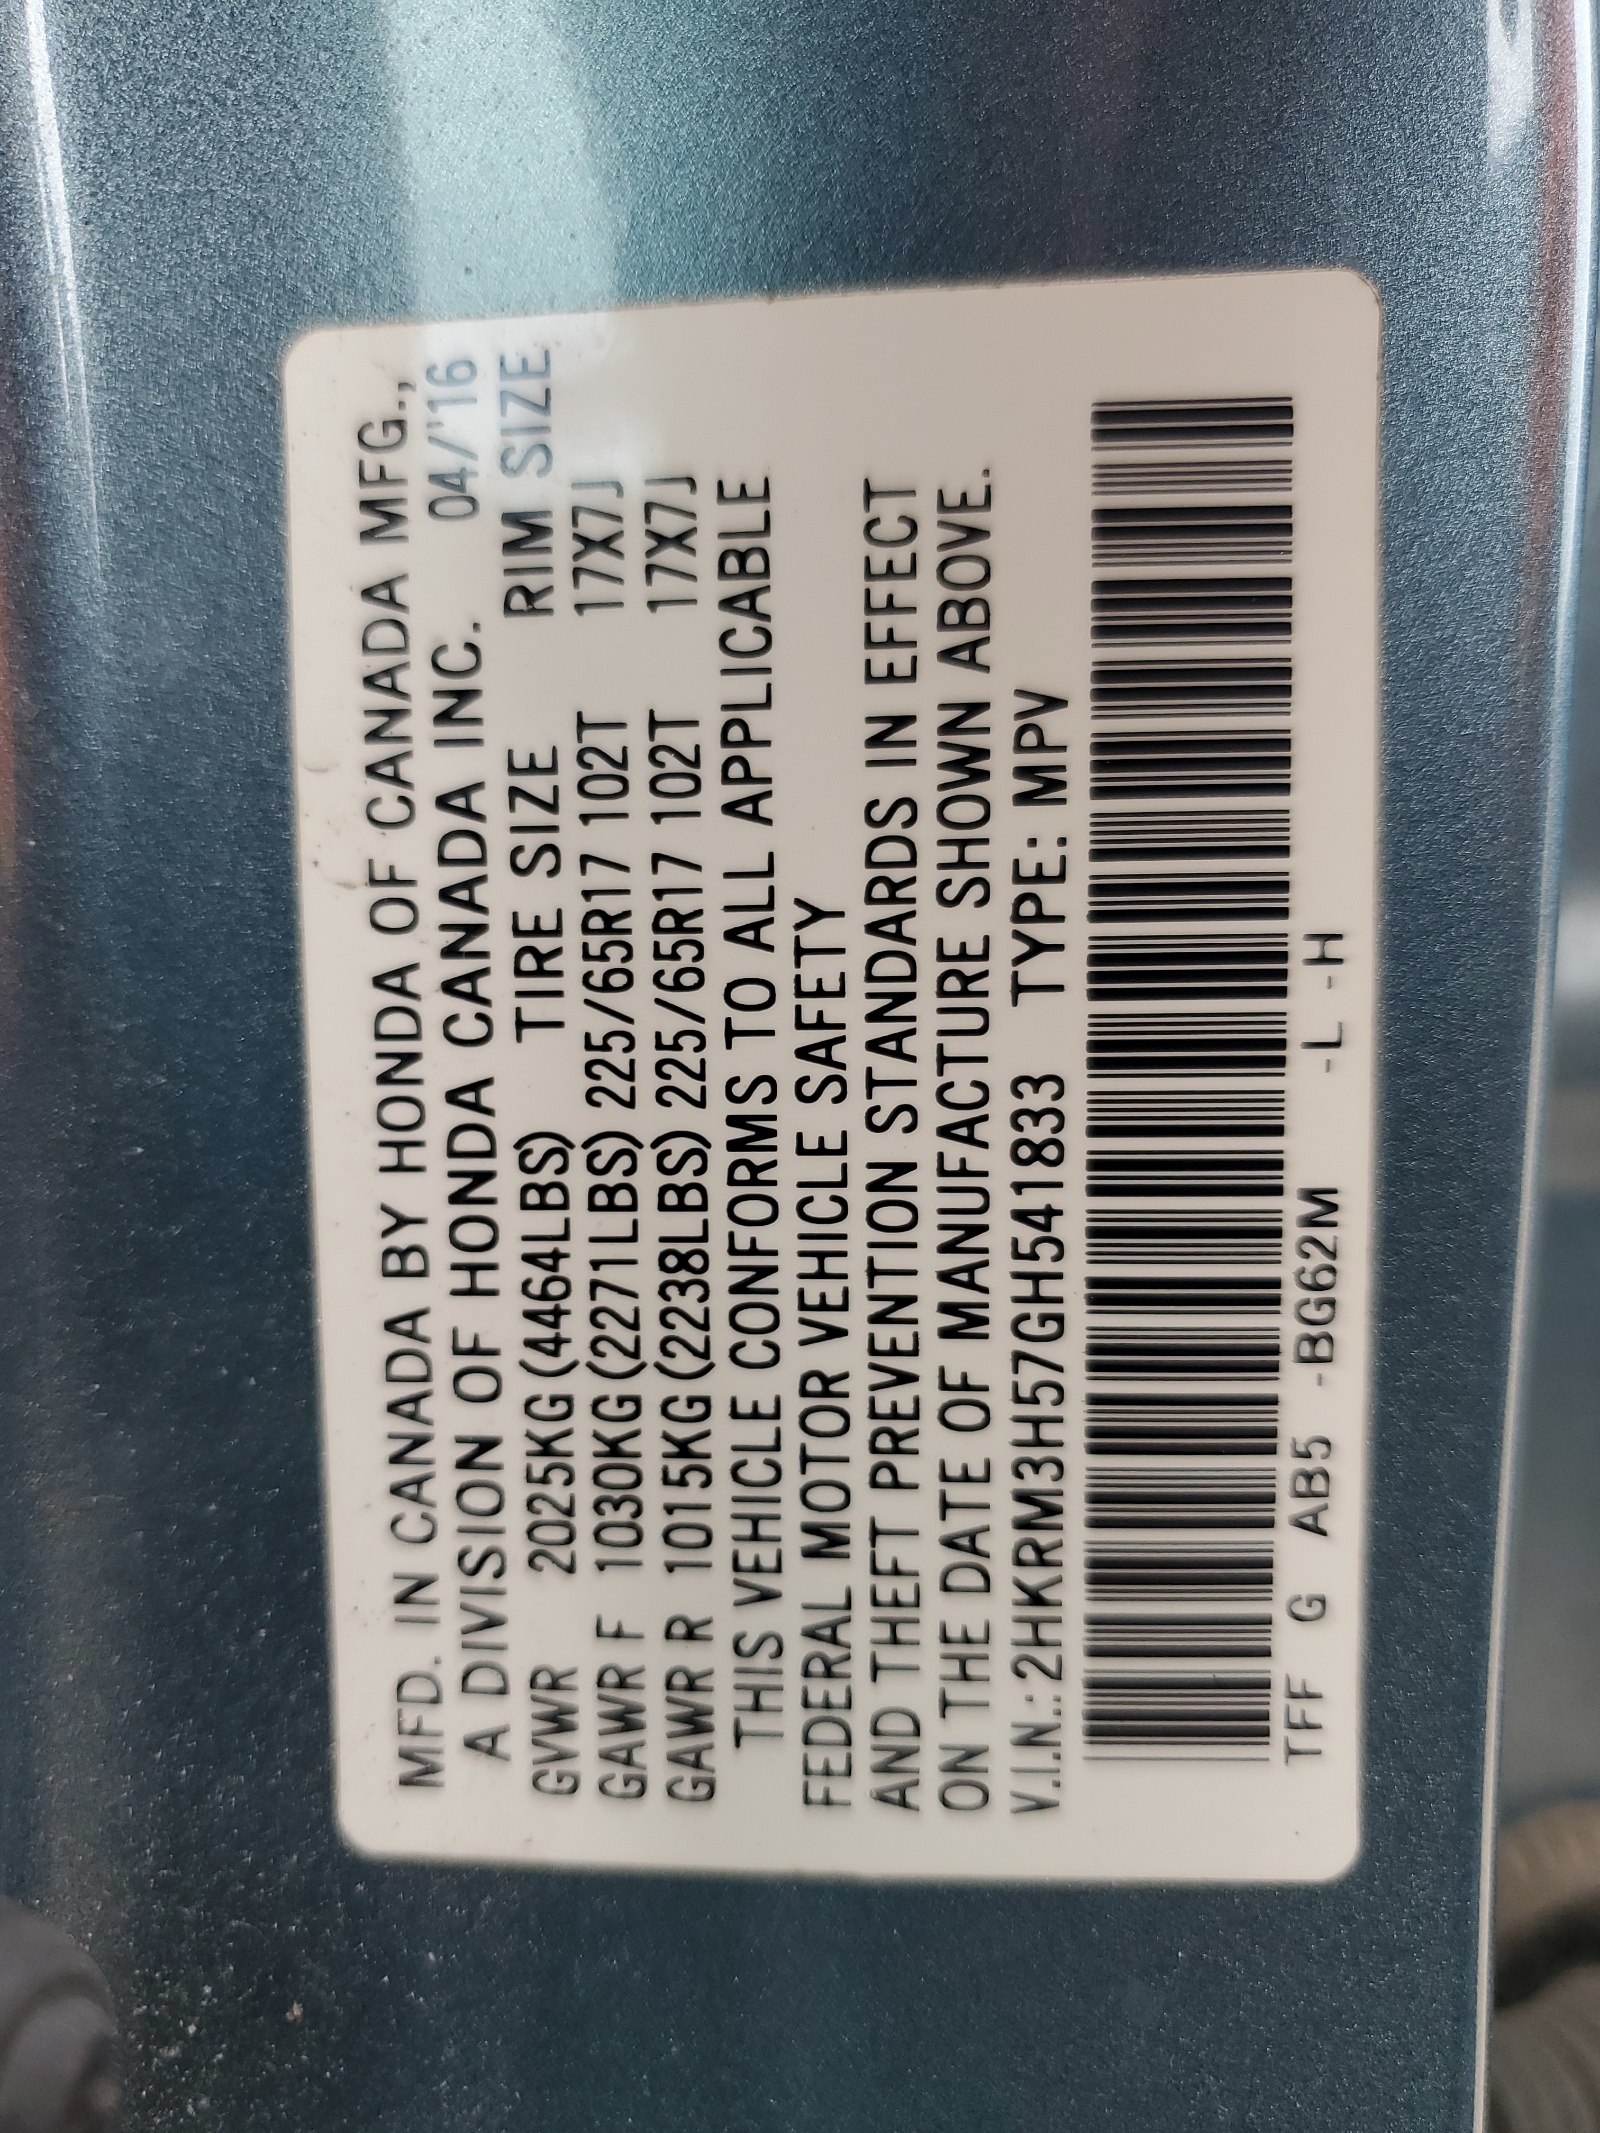 MFD. IN CANADA BY HONDA OF CANADA MFG.,
A DIVISION OF HONDA CANADA INC. 04/'16
GVWR 2025KG (4464LBS) TIRE SIZE RIM SIZE
GAWR F 1030KG (2271LBS) 225/65R17 102T 17X7J
GAWR R 1015KG (2238LBS) 225/65R17 102T 17X7J
THIS VEHICLE CONFORMS TO ALL APPLICABLE
FEDERAL MOTOR VEHICLE SAFETY
AND THEFT PREVENTION STANDARDS IN EFFECT
ON THE DATE OF MANUFACTURE SHOWN ABOVE.
V.I.N.: 2HKRM3H57GH541833 TYPE: MPV
TFF G AB5 -BG62M -L -H